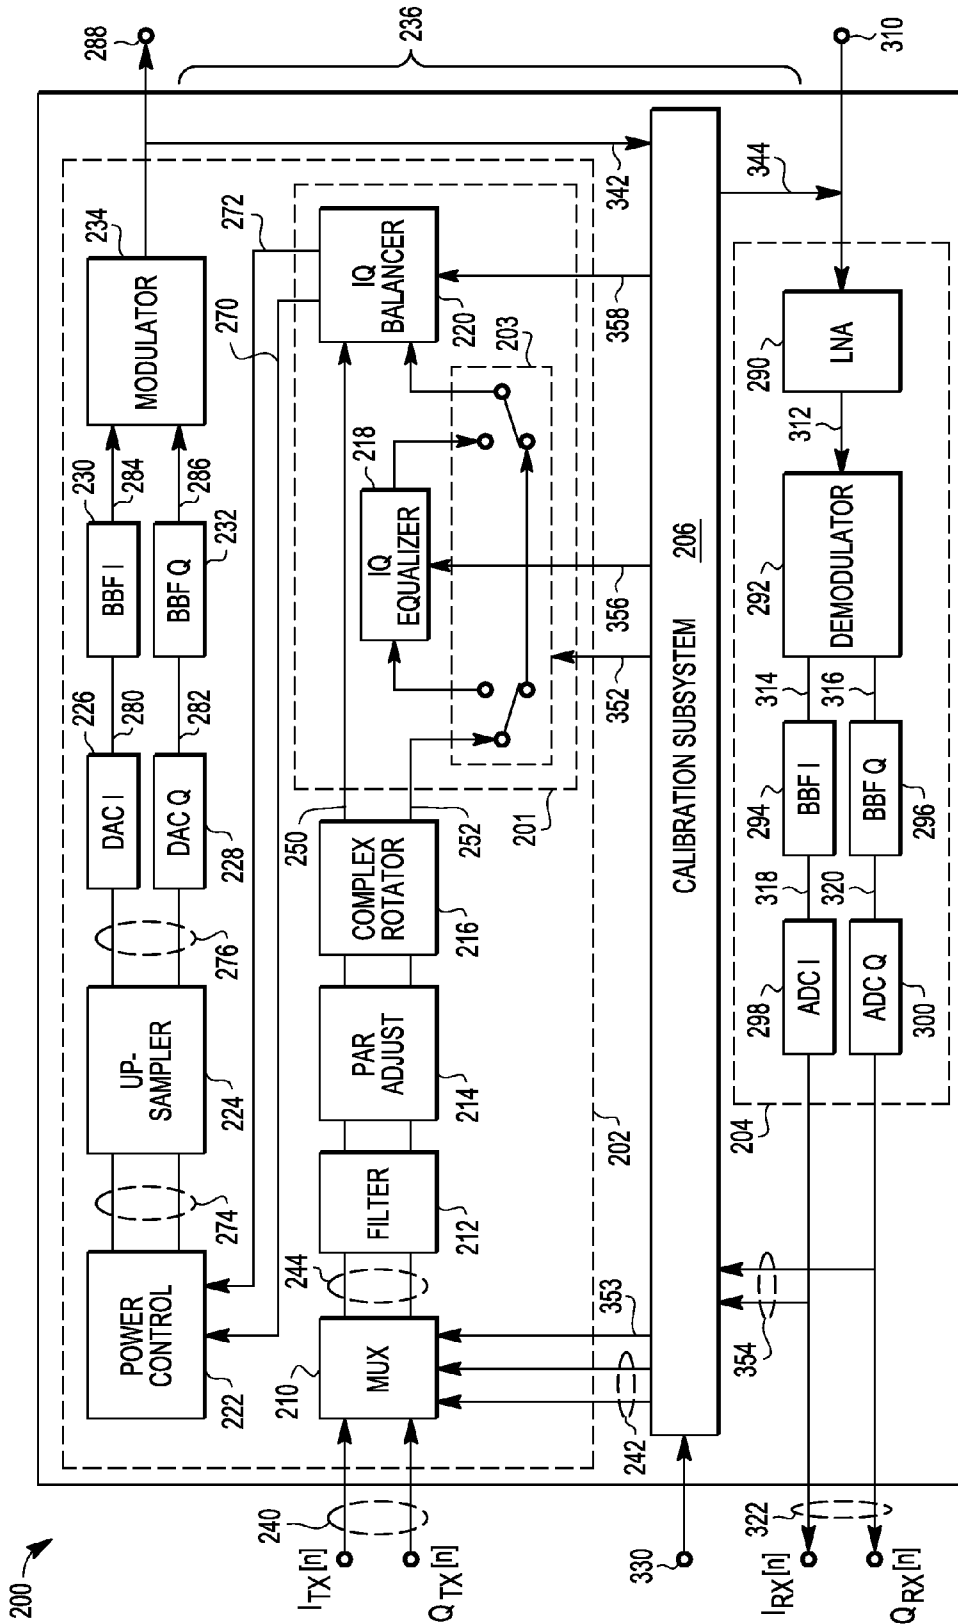 200
236
288
310
POWER
CONTROL
222
274
UP-
SAMPLER
224
276
DAC I
226
DAC Q
228
280
282
BBF I
230
BBF Q
232
284
286
MODULATOR
234
270
272
I TX [n]
Q TX [n]
240
MUX
210
244
FILTER
212
PAR
ADJUST
214
COMPLEX
ROTATOR
216
250
252
201
IQ
EQUALIZER
218
203
IQ
BALANCER
220
202
242
353
352
356
358
342
344
330
CALIBRATION SUBSYSTEM
206
354
322
I RX [n]
Q RX [n]
204
ADC I
298
ADC Q
300
318
320
BBF I
294
BBF Q
296
314
316
DEMODULATOR
292
312
LNA
290